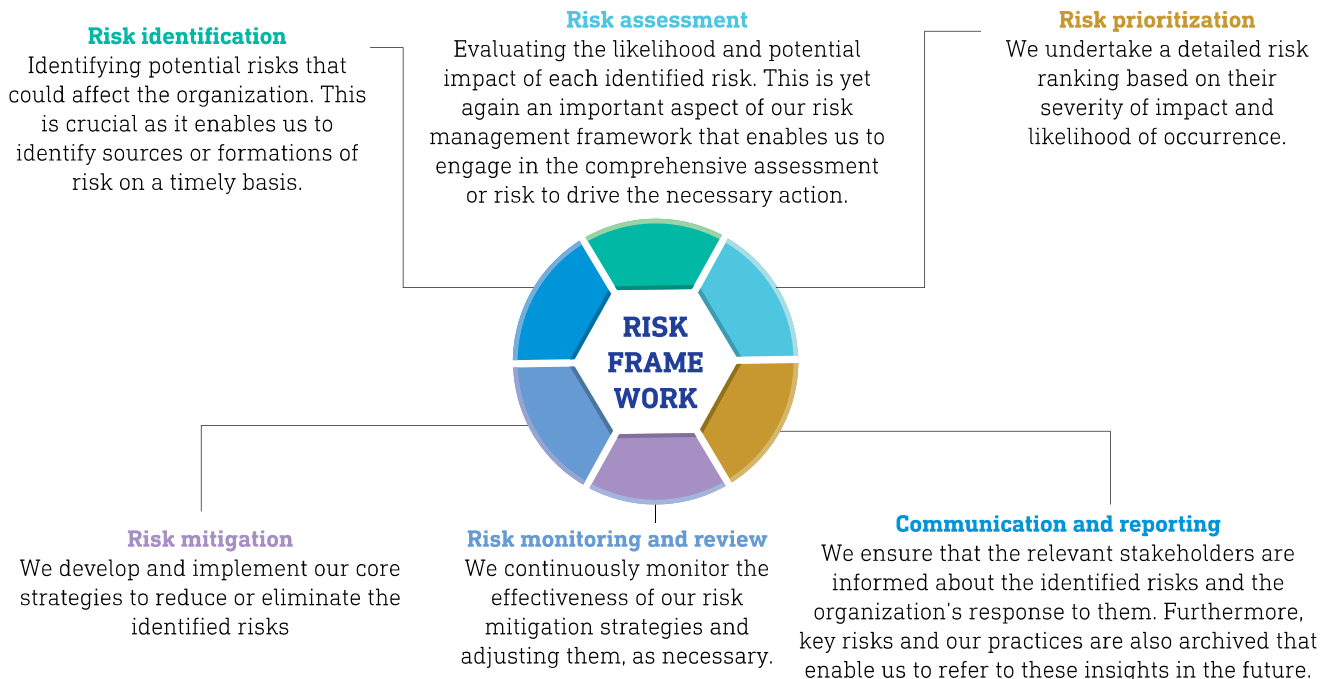 Risk identification
Identifying potential risks that
could affect the organization. This
is crucial as it enables us to
identify sources or formations of
risk on a timely basis.
Risk assessment
Evaluating the likelihood and potential
impact of each identified risk. This is yet
again an important aspect of our risk
management framework that enables us to
engage in the comprehensive assessment
or risk to drive the necessary action.
Risk prioritization
We undertake a detailed risk
ranking based on their
severity of impact and
likelihood of occurrence.
RISK
FRAME
WORK
Risk mitigation
We develop and implement our core
strategies to reduce or eliminate the
identified risks
Risk monitoring and review
We continuously monitor the
effectiveness of our risk
mitigation strategies and
adjusting them, as necessary.
Communication and reporting
We ensure that the relevant stakeholders are
informed about the identified risks and the
organization's response to them. Furthermore,
key risks and our practices are also archived that
enable us to refer to these insights in the future.